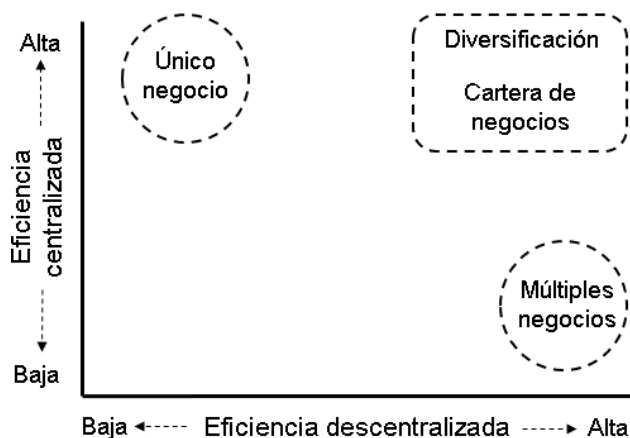 Alta
Eficiencia
centralizada
Baja
Único
negocio
Diversificación
Cartera de
negocios
Múltiples
negocios
Baja Eficiencia descentralizada Alta